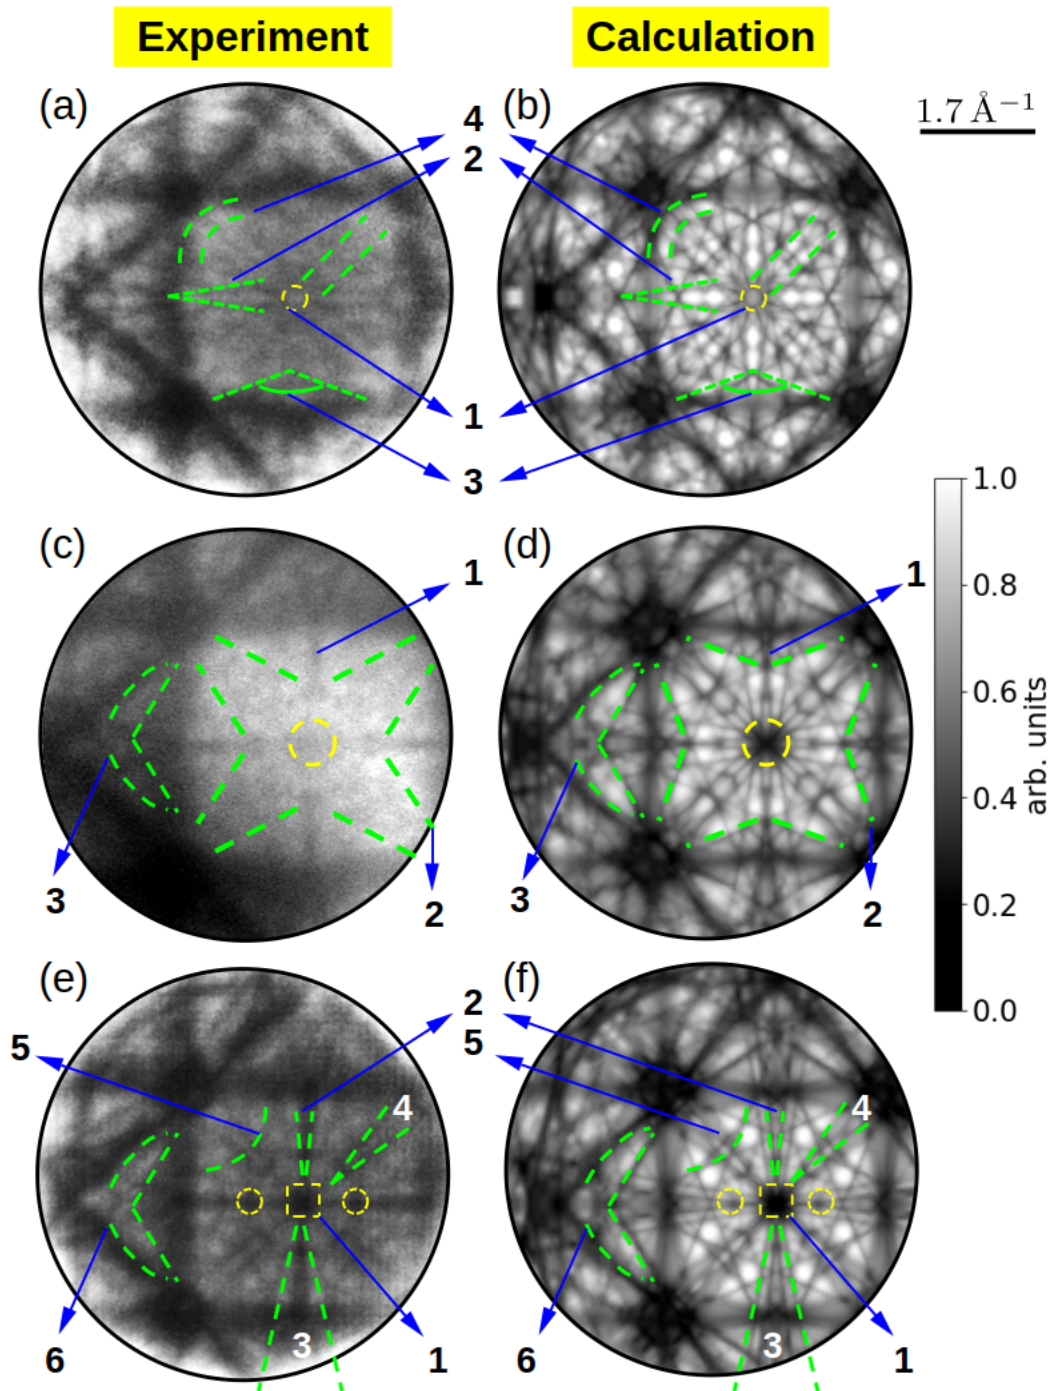 Experiment Calculation
(a) (b)
1.7 Å⁻¹
4
2
1
3
(c) (d)
1 1
1.0
0.8
0.6
0.4
0.2
0.0
arb. units
3 2 3 2
(e) (f)
2
5 5
4 4
3 3
6 1 6 1